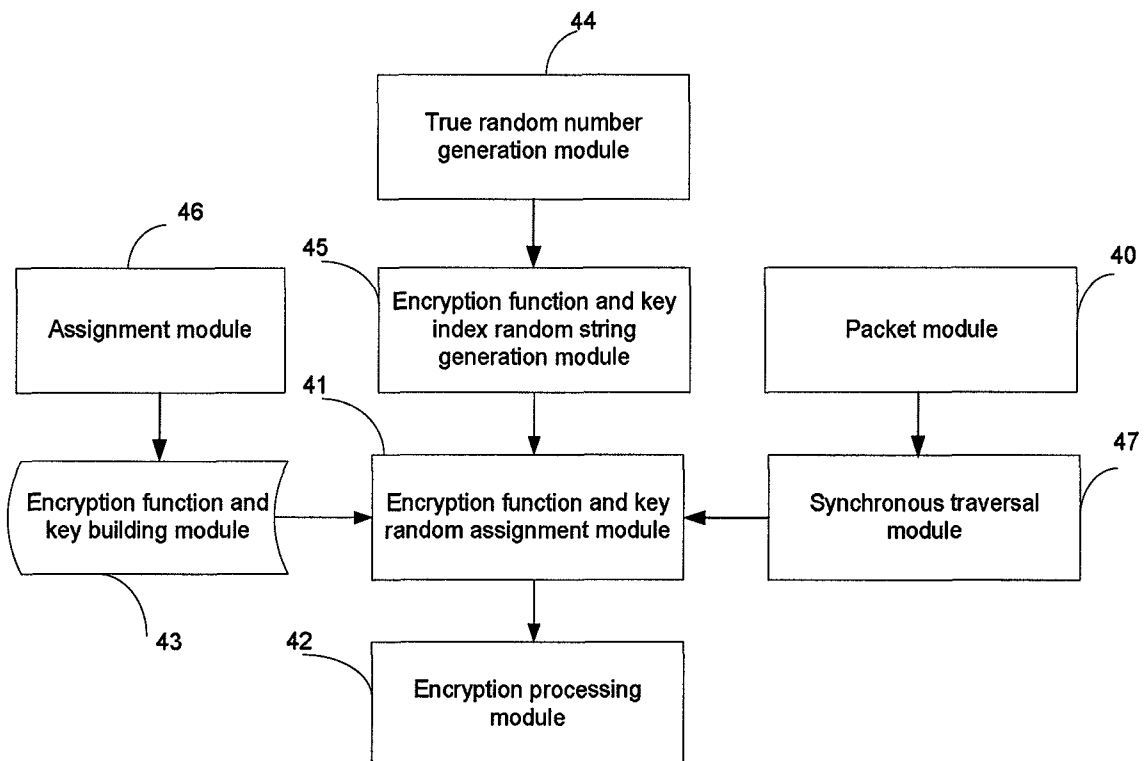 44
True random number
generation module
46
45
40
Assignment module
Encryption function and key
index random string
generation module
Packet module
41
47
Encryption function and
key building module
Encryption function and key
random assignment module
Synchronous traversal
module
43
42
Encryption processing
module